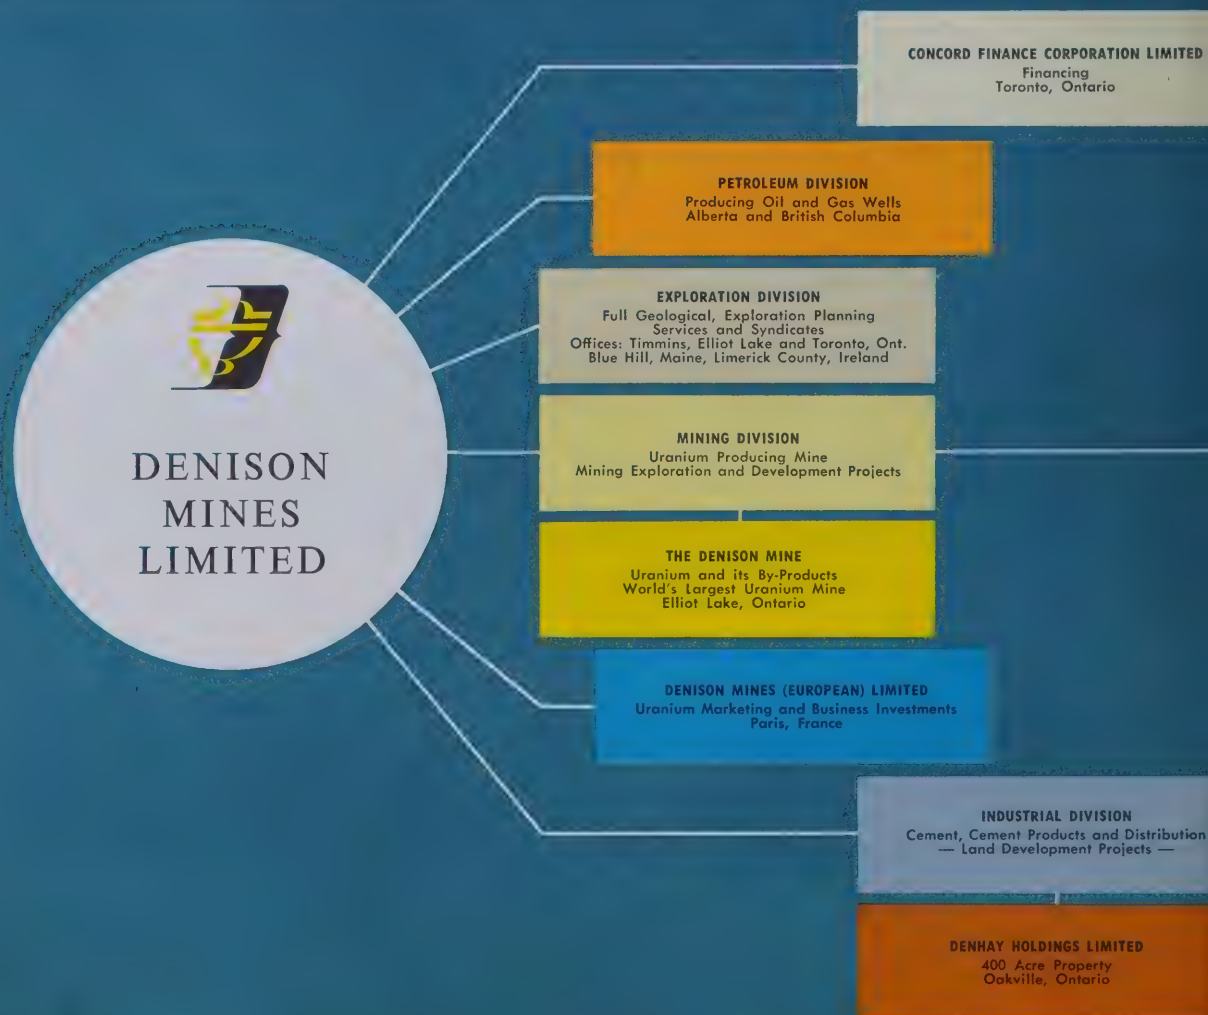 CONCORD FINANCE CORPORATION LIMITED
Financing
Toronto, Ontario
PETROLEUM DIVISION
Producing Oil and Gas Wells
Alberta and British Columbia
EXPLORATION DIVISION
Full Geological, Exploration Planning
Services and Syndicates
Offices: Timmins, Elliot Lake and Toronto, Ont.
Blue Hill, Maine, Limerick County, Ireland
DENISON
MINES
LIMITED
MINING DIVISION
Uranium Producing Mine
Mining Exploration and Development Projects
THE DENISON MINE
Uranium and its By-Products
World's Largest Uranium Mine
Elliot Lake, Ontario
DENISON MINES (EUROPEAN) LIMITED
Uranium Marketing and Business Investments
Paris, France
INDUSTRIAL DIVISION
Cement, Cement Products and Distribution
— Land Development Projects —
DENHAY HOLDINGS LIMITED
400 Acre Property
Oakville, Ontario